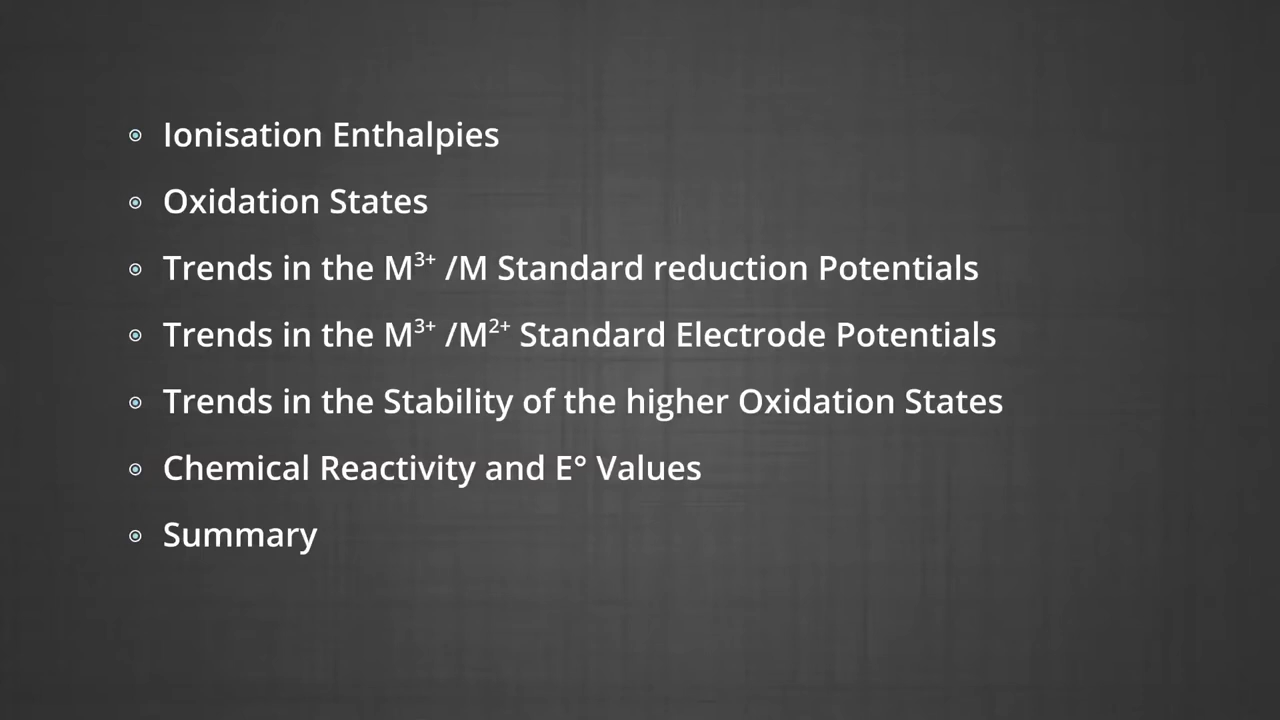 Ionisation Enthalpies
Oxidation States
Trends in the M³⁺ /M Standard reduction Potentials
Trends in the M³⁺ /M²⁺ Standard Electrode Potentials
Trends in the Stability of the higher Oxidation States
Chemical Reactivity and E° Values
Summary